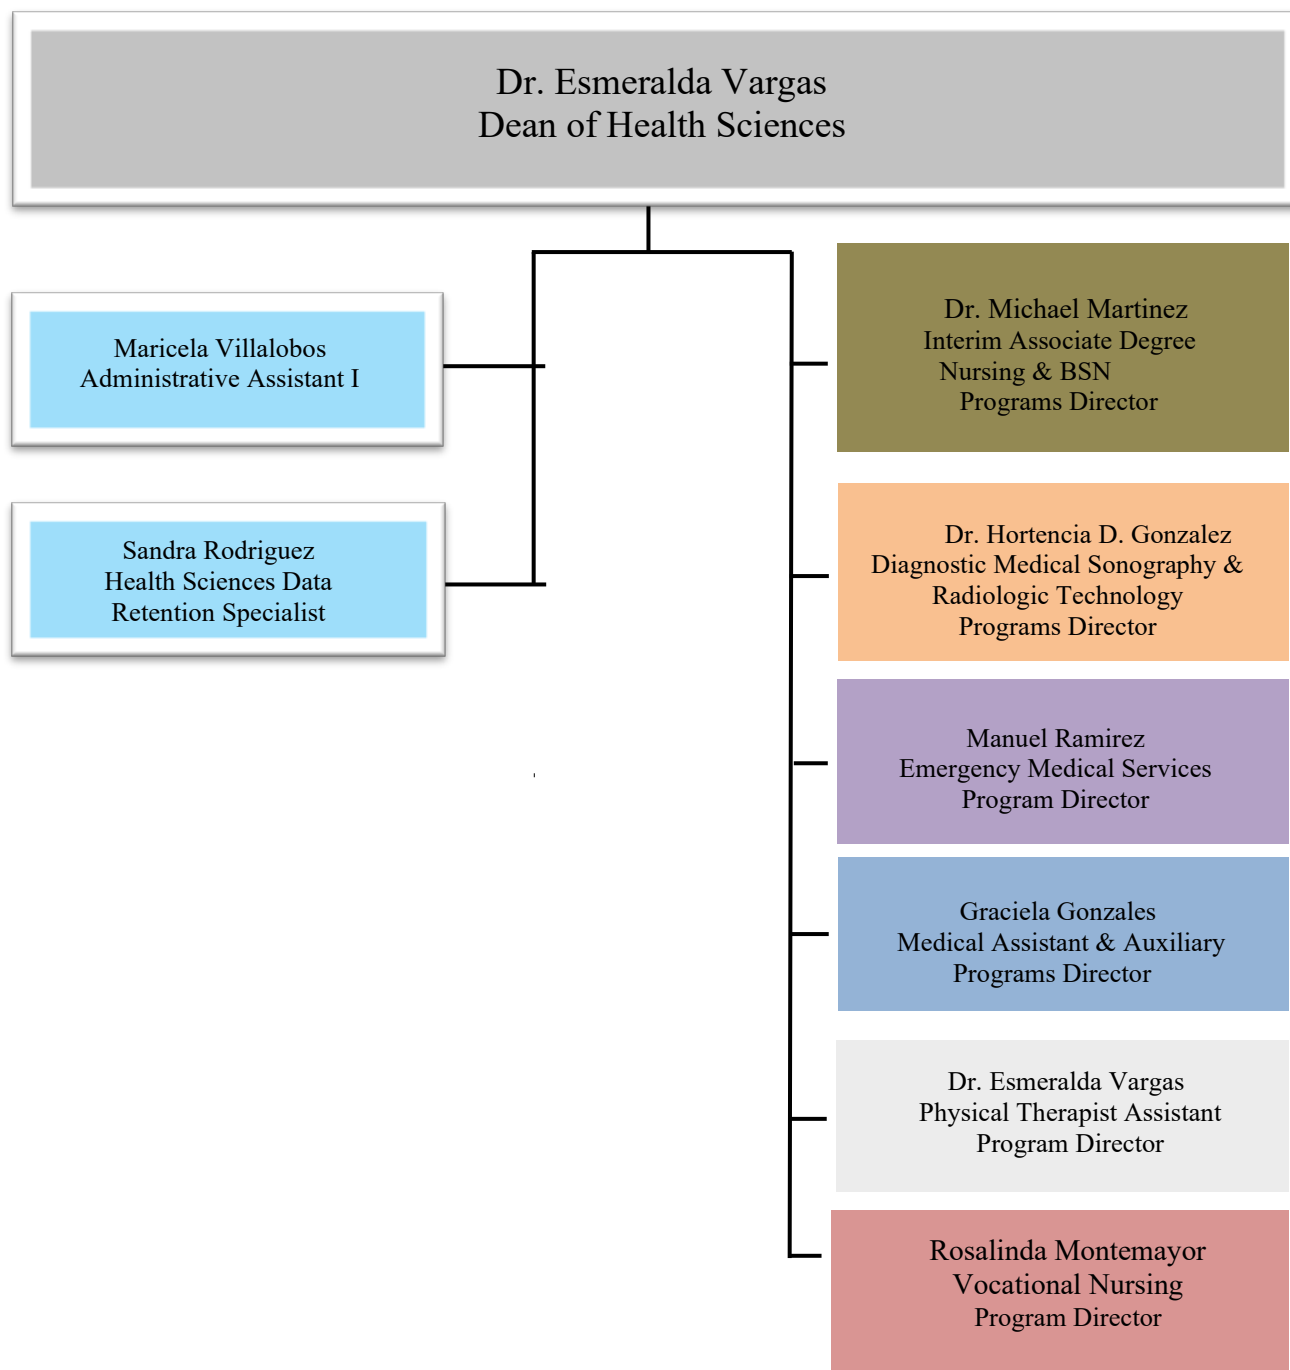 Dr. Esmeralda Vargas
Dean of Health Sciences
Maricela Villalobos
Administrative Assistant I
Sandra Rodriguez
Health Sciences Data
Retention Specialist
Dr. Michael Martinez
Interim Associate Degree
Nursing & BSN
Programs Director
Dr. Hortencia D. Gonzalez
Diagnostic Medical Sonography &
Radiologic Technology
Programs Director
Manuel Ramirez
Emergency Medical Services
Program Director
Graciela Gonzales
Medical Assistant & Auxiliary
Programs Director
Dr. Esmeralda Vargas
Physical Therapist Assistant
Program Director
Rosalinda Montemayor
Vocational Nursing
Program Director